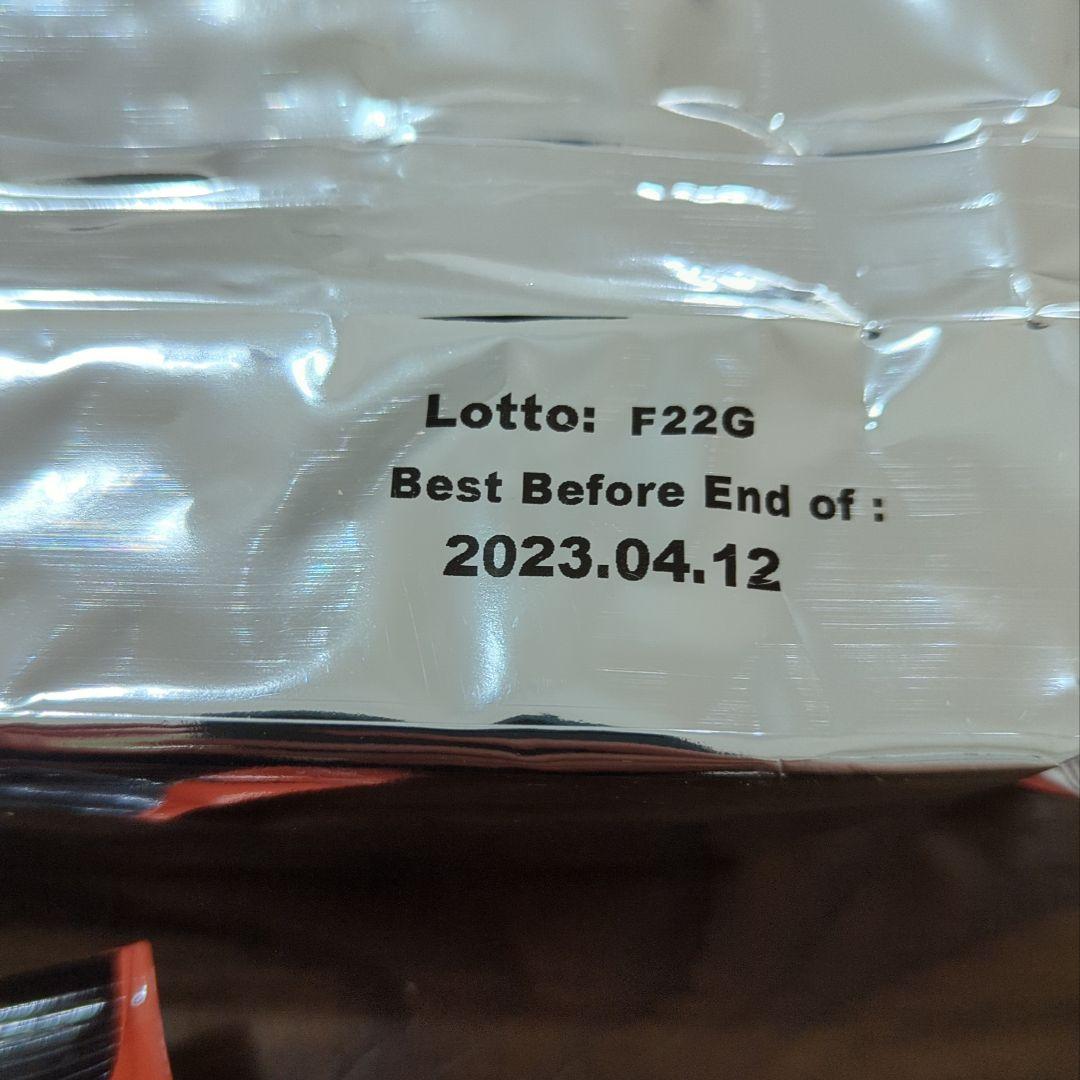 Lotto: F22G
Best Before End of :
2023.04.12